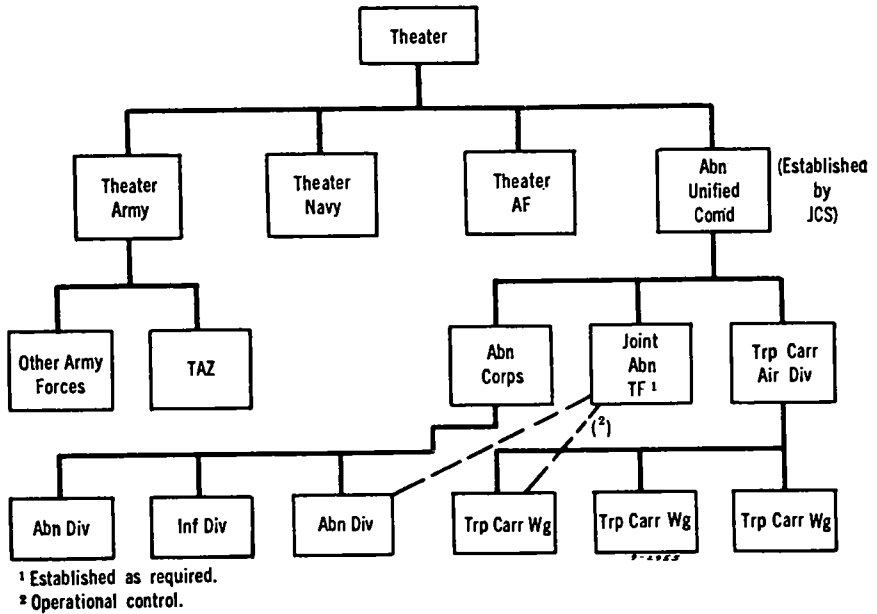 Theater
Theater
Army
Theater
Navy
Theater
AF
Abn
Unified
Com'd
(Established
by
JCS)
Other Army
Forces
TAZ
Abn
Corps
Joint
Abn
TF ¹
Trp Carr
Air Div
(²)
Abn Div
Inf Div
Abn Div
Trp Carr Wg
Trp Carr Wg
Trp Carr Wg
¹ Established as required.
² Operational control.